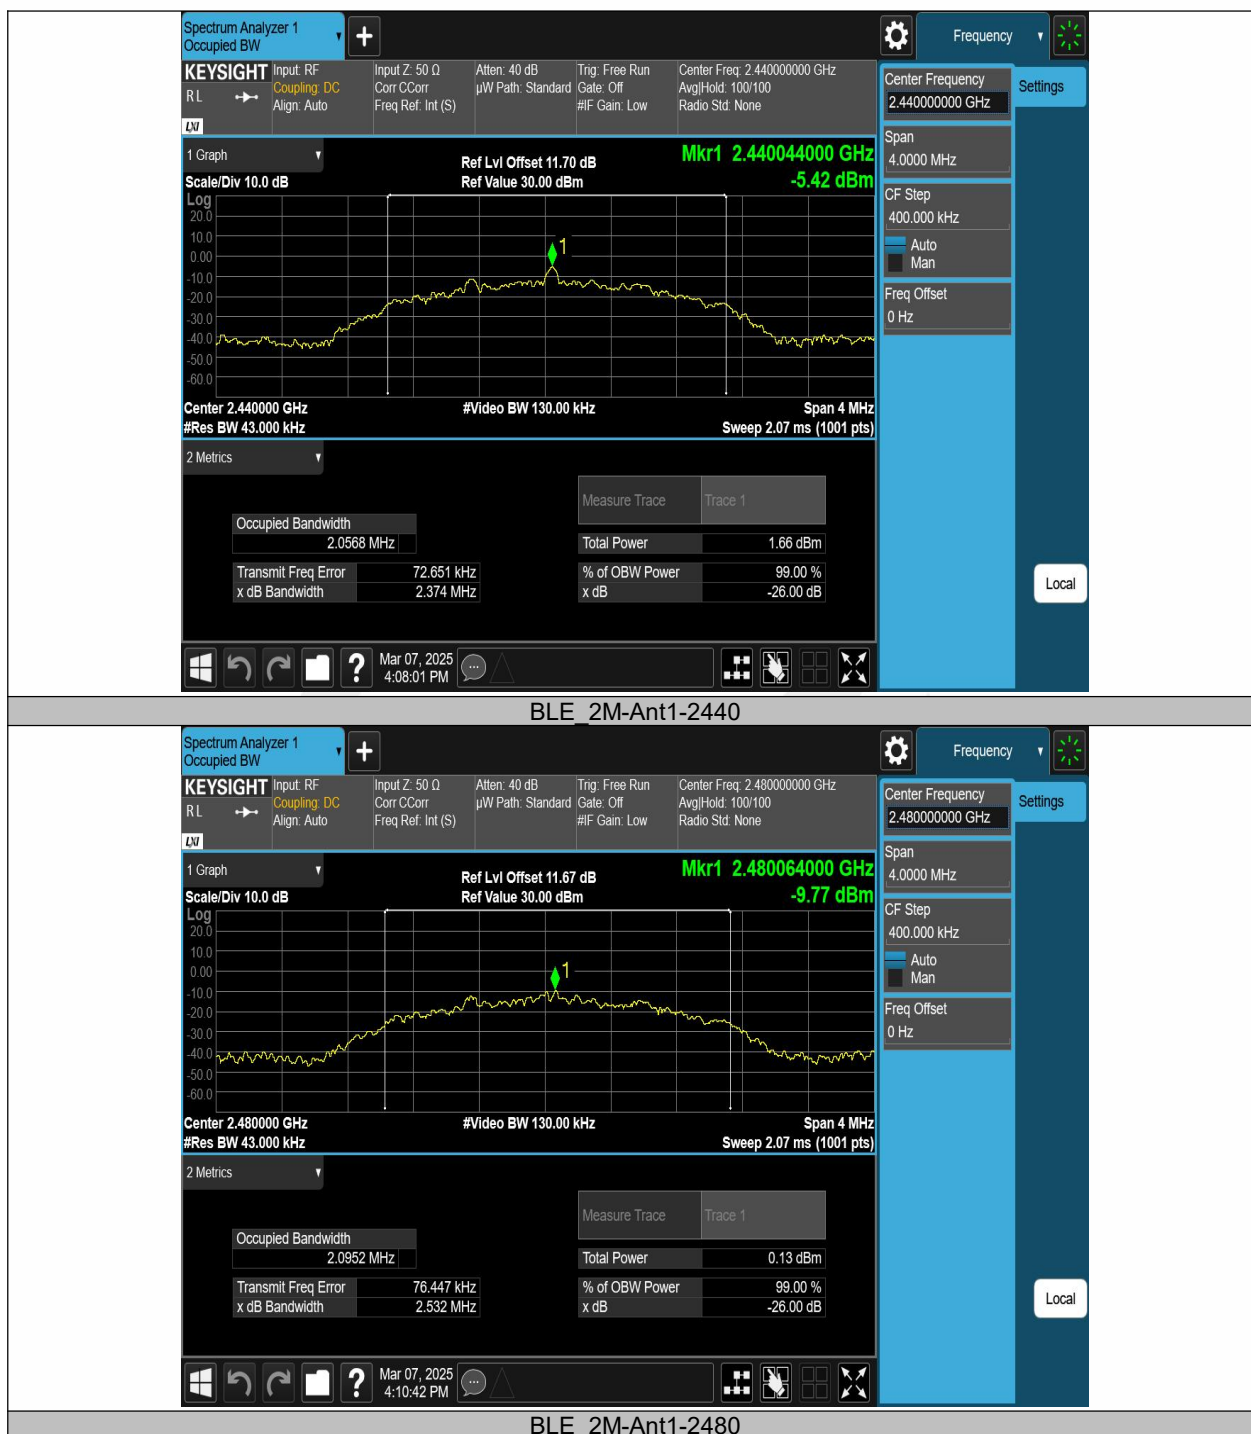 Spectrum Analyzer 1
Occupied BW
+
Frequency
KEYSIGHT
RL
LXI
Input: RF
Coupling: DC
Align: Auto
Input Z: 50 Ω
Corr CCorr
Freq Ref: Int (S)
Atten: 40 dB
µW Path: Standard
Trig: Free Run
Gate: Off
#IF Gain: Low
Center Freq: 2.440000000 GHz
Avg|Hold: 100/100
Radio Std: None
Center Frequency
2.440000000 GHz
Settings
Span
4.0000 MHz
CF Step
400.000 kHz
Auto
Man
Freq Offset
0 Hz
Local
1 Graph
Scale/Div 10.0 dB
Ref Lvl Offset 11.70 dB
Ref Value 30.00 dBm
Mkr1 2.440044000 GHz
-5.42 dBm
Log
20.0
10.0
0.00
-10.0
-20.0
-30.0
-40.0
-50.0
-60.0
1
Center 2.440000 GHz
#Video BW 130.00 kHz
Span 4 MHz
#Res BW 43.000 kHz
Sweep 2.07 ms (1001 pts)
2 Metrics
Measure Trace Trace 1
Occupied Bandwidth
2.0568 MHz
Total Power 1.66 dBm
Transmit Freq Error 72.651 kHz
% of OBW Power 99.00 %
x dB Bandwidth 2.374 MHz
x dB -26.00 dB
?
Mar 07, 2025
4:08:01 PM
BLE_2M-Ant1-2440
Spectrum Analyzer 1
Occupied BW
+
Frequency
KEYSIGHT
RL
LXI
Input: RF
Coupling: DC
Align: Auto
Input Z: 50 Ω
Corr CCorr
Freq Ref: Int (S)
Atten: 40 dB
µW Path: Standard
Trig: Free Run
Gate: Off
#IF Gain: Low
Center Freq: 2.480000000 GHz
Avg|Hold: 100/100
Radio Std: None
Center Frequency
2.480000000 GHz
Settings
Span
4.0000 MHz
CF Step
400.000 kHz
Auto
Man
Freq Offset
0 Hz
Local
1 Graph
Scale/Div 10.0 dB
Ref Lvl Offset 11.67 dB
Ref Value 30.00 dBm
Mkr1 2.480064000 GHz
-9.77 dBm
Log
20.0
10.0
0.00
-10.0
-20.0
-30.0
-40.0
-50.0
-60.0
1
Center 2.480000 GHz
#Video BW 130.00 kHz
Span 4 MHz
#Res BW 43.000 kHz
Sweep 2.07 ms (1001 pts)
2 Metrics
Measure Trace Trace 1
Occupied Bandwidth
2.0952 MHz
Total Power 0.13 dBm
Transmit Freq Error 76.447 kHz
% of OBW Power 99.00 %
x dB Bandwidth 2.532 MHz
x dB -26.00 dB
?
Mar 07, 2025
4:10:42 PM
BLE_2M-Ant1-2480